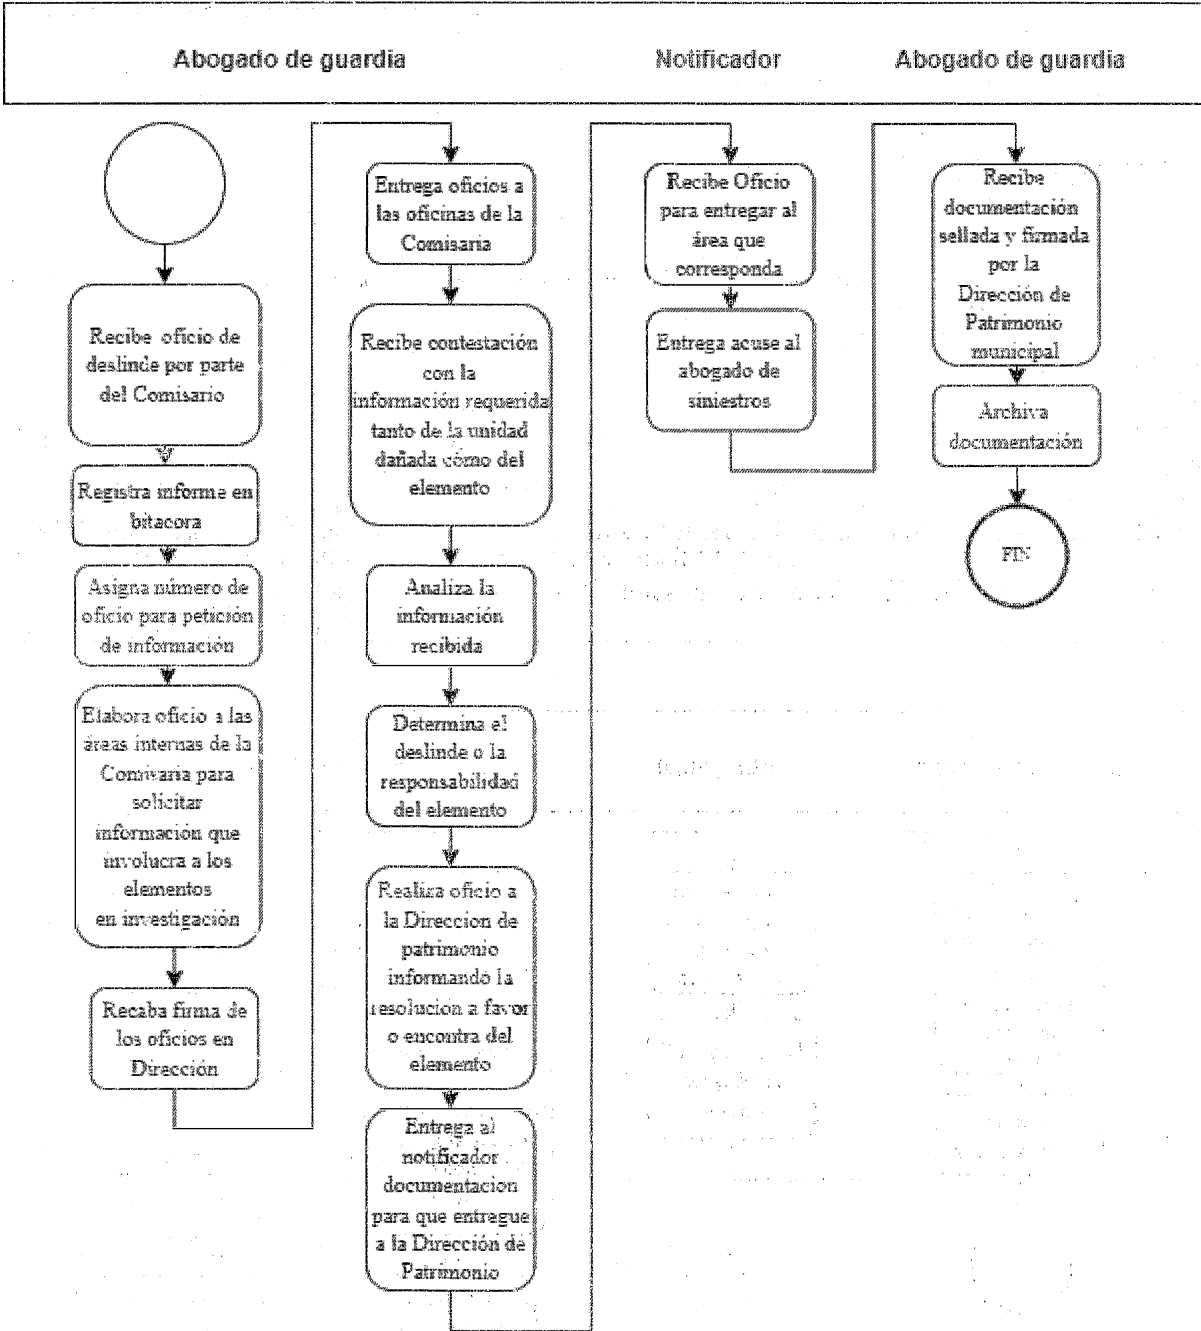 Abogado de guardia
Notificador
Abogado de guardia
Recibe oficio de
deslinde por parte
del Comisario
Registra informe en
bitacora
Asigna número de
oficio para petición
de información
Elabora oficio a las
áreas internas de la
Comisaria para
solicitar
información que
involucra a los
elementos
en investigación
Recaba firma de
los oficios en
Dirección
Entrega oficios a
las oficinas de la
Comisaria
Recibe contestación
con la
información requerida
tanto de la unidad
dañada cómo del
elemento
Analiza la
información
recibida
Determina el
deslinde o la
responsabilidad
del elemento
Realiza oficio a
la Direccion de
patrimonio
informando la
resolucion a favor
o encontra del
elemento
Entrega al
notificador
documentacion
para que entregue
a la Dirección de
Patrimonio
Recibe Oficio
para entregar al
área que
corresponda
Entrega acuse al
abogado de
siniestros
Recibe
documentación
sellada y firmada
por la
Dirección de
Patrimonio
municipal
Archiva
documentación
FIN